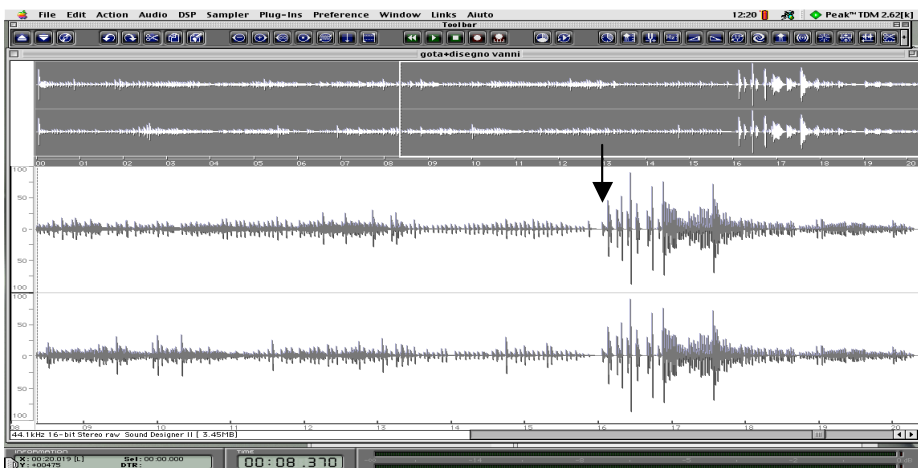 File Edit Action Audio DSP Sampler Plug-Ins Preference Window Links Aiuto 12:20 Peak™ TDM 2.62[k]
Toolbar
gota+disegno vanni
00 01 02 03 04 05 06 07 08 09 10 11 12 13 14 15 16 17 18 19 20
100
50
0
50
100
100
50
0
50
100
08 09 10 11 12 13 14 15 16 17 18 19 20
44.1kHz 16-bit Stereo raw Sound Designer II [ 3.45MB]
INFORMATION TIME
X: 00:20.019 [L] Sel: 00:00.000 00:08.370
Y: +00475 DTR: